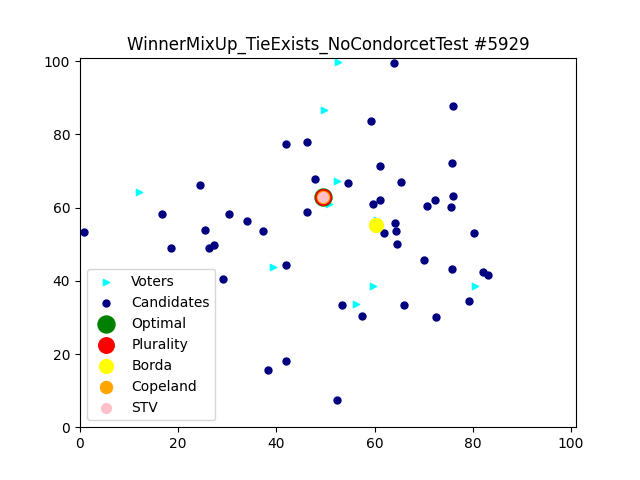 WinnerMixUp_TieExists_NoCondorcetTest #5929
100
80
60
40
20
0
Voters
Candidates
Optimal
Plurality
Borda
Copeland
STV
0 20 40 60 80 100